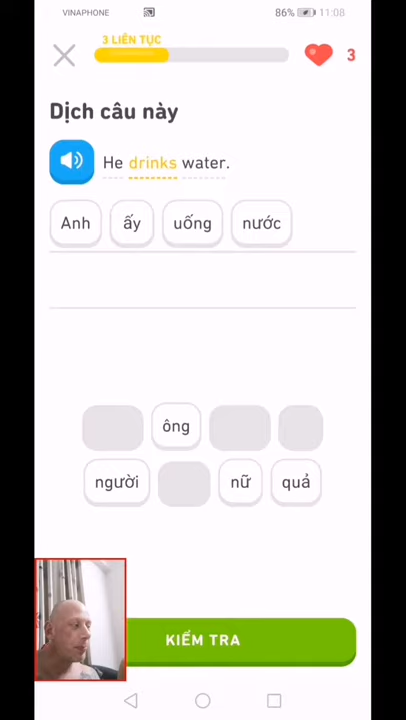 VINAPHONE 86% 11:08
3 LIÊN TỤC
3
Dịch câu này
He drinks water.
Anh ấy uống nước
ông
người nữ quả
KIỂM TRA